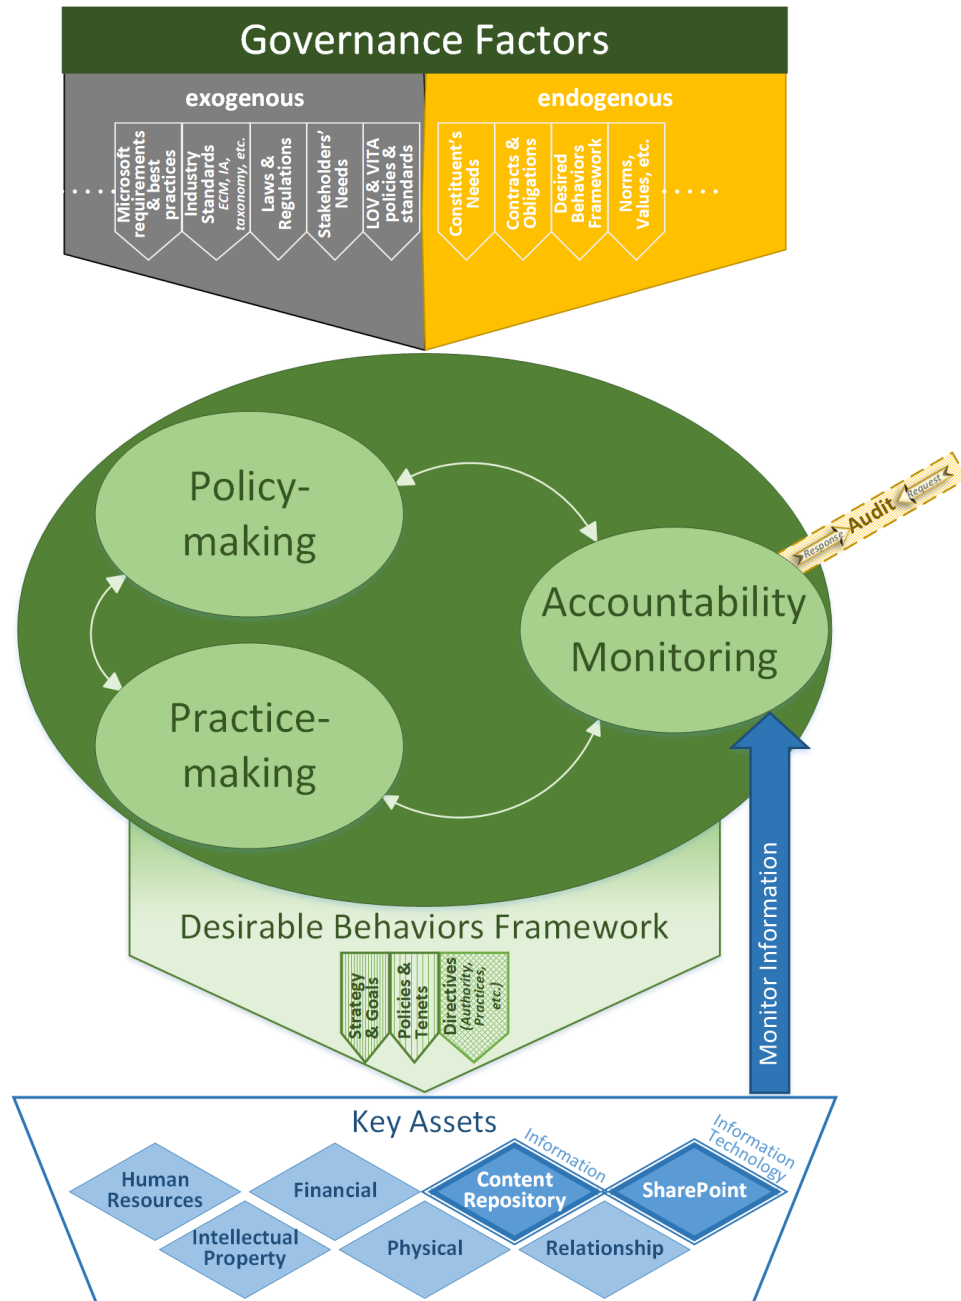 Governance Factors
exogenous
endogenous
Microsoft
requirements
& best
practices
Industry
Standards
ECM, IA,
taxonomy, etc.
Laws &
Regulations
Stakeholders’
Needs
LOV & VITA
policies &
standards
Constituent’s
Needs
Contracts &
Obligations
Desired
Behaviors
Framework
Norms,
Values, etc.
Policy-
making
Accountability
Monitoring
Practice-
making
Response
Audit
Request
Desirable Behaviors Framework
Strategy
& Goals
Policies &
Tenets
Directives
(Authority,
Practices,
etc.)
Monitor Information
Key Assets
Information
Information
Technology
Human
Resources
Financial
Content
Repository
SharePoint
Intellectual
Property
Physical
Relationship